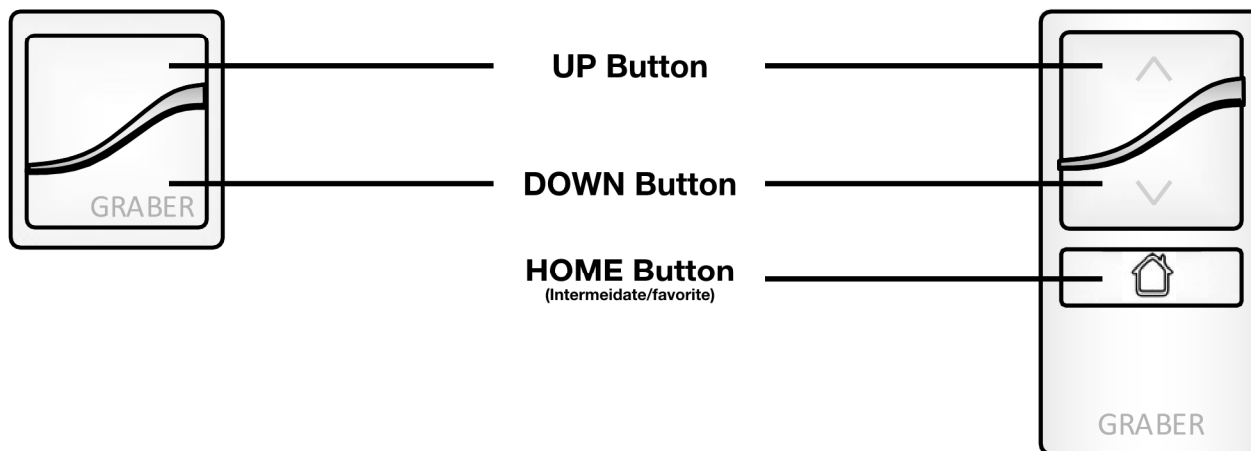 UP Button
DOWN Button
GRABER
HOME Button
(Intermeidate/favorite)
GRABER